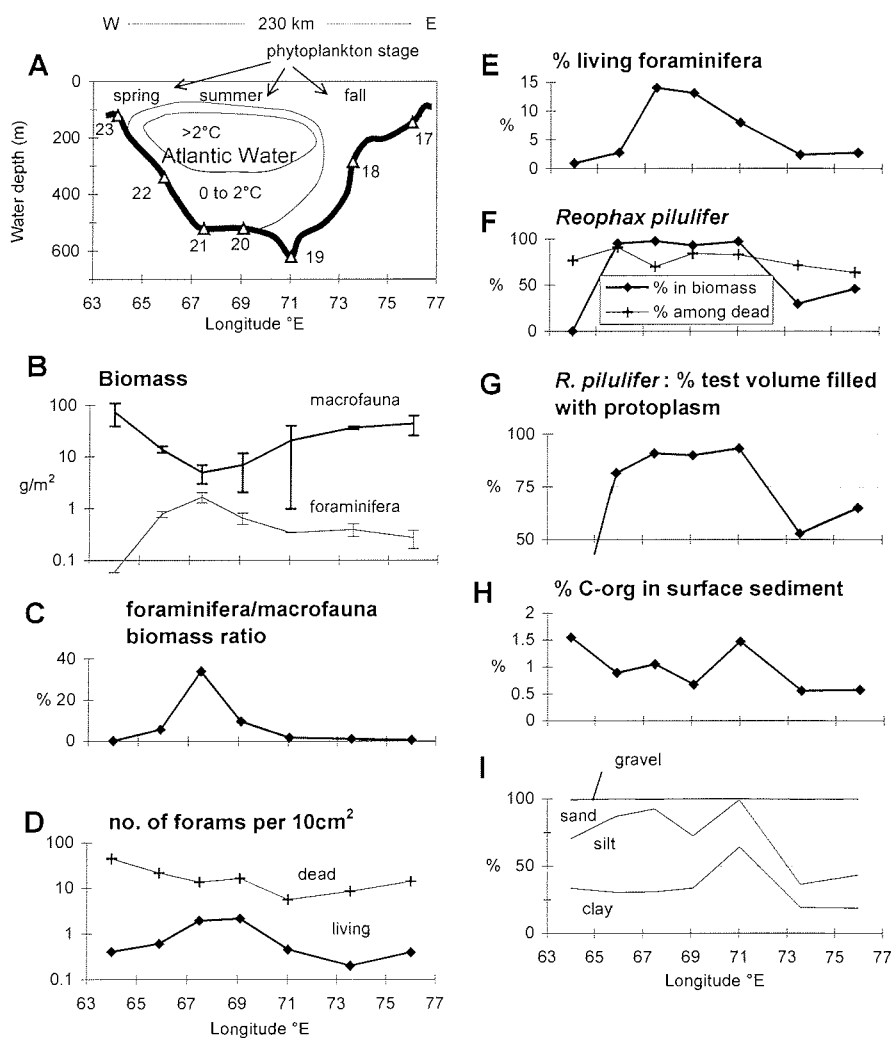 W 230 km E
phytoplankton stage
A
spring summer fall
>2°C
Atlantic Water
0 to 2°C
23
22
21
20
19
18
17
Water depth (m)
0
200
400
600
63 65 67 69 71 73 75 77
Longitude °E
B Biomass
macrofauna
foraminifera
g/m²
100
10
1
0.1
C foraminifera/macrofauna
biomass ratio
%
40
20
0
D no. of forams per 10cm²
dead
living
100
10
1
0.1
63 65 67 69 71 73 75 77
Longitude °E
E % living foraminifera
%
15
10
5
0
F Reophax pilulifer
%
100
50
0
% in biomass
% among dead
G R. pilulifer : % test volume filled
with protoplasm
%
100
75
50
H % C-org in surface sediment
%
2
1.5
1
0.5
0
I
gravel
sand
silt
clay
%
100
50
0
63 65 67 69 71 73 75 77
Longitude °E